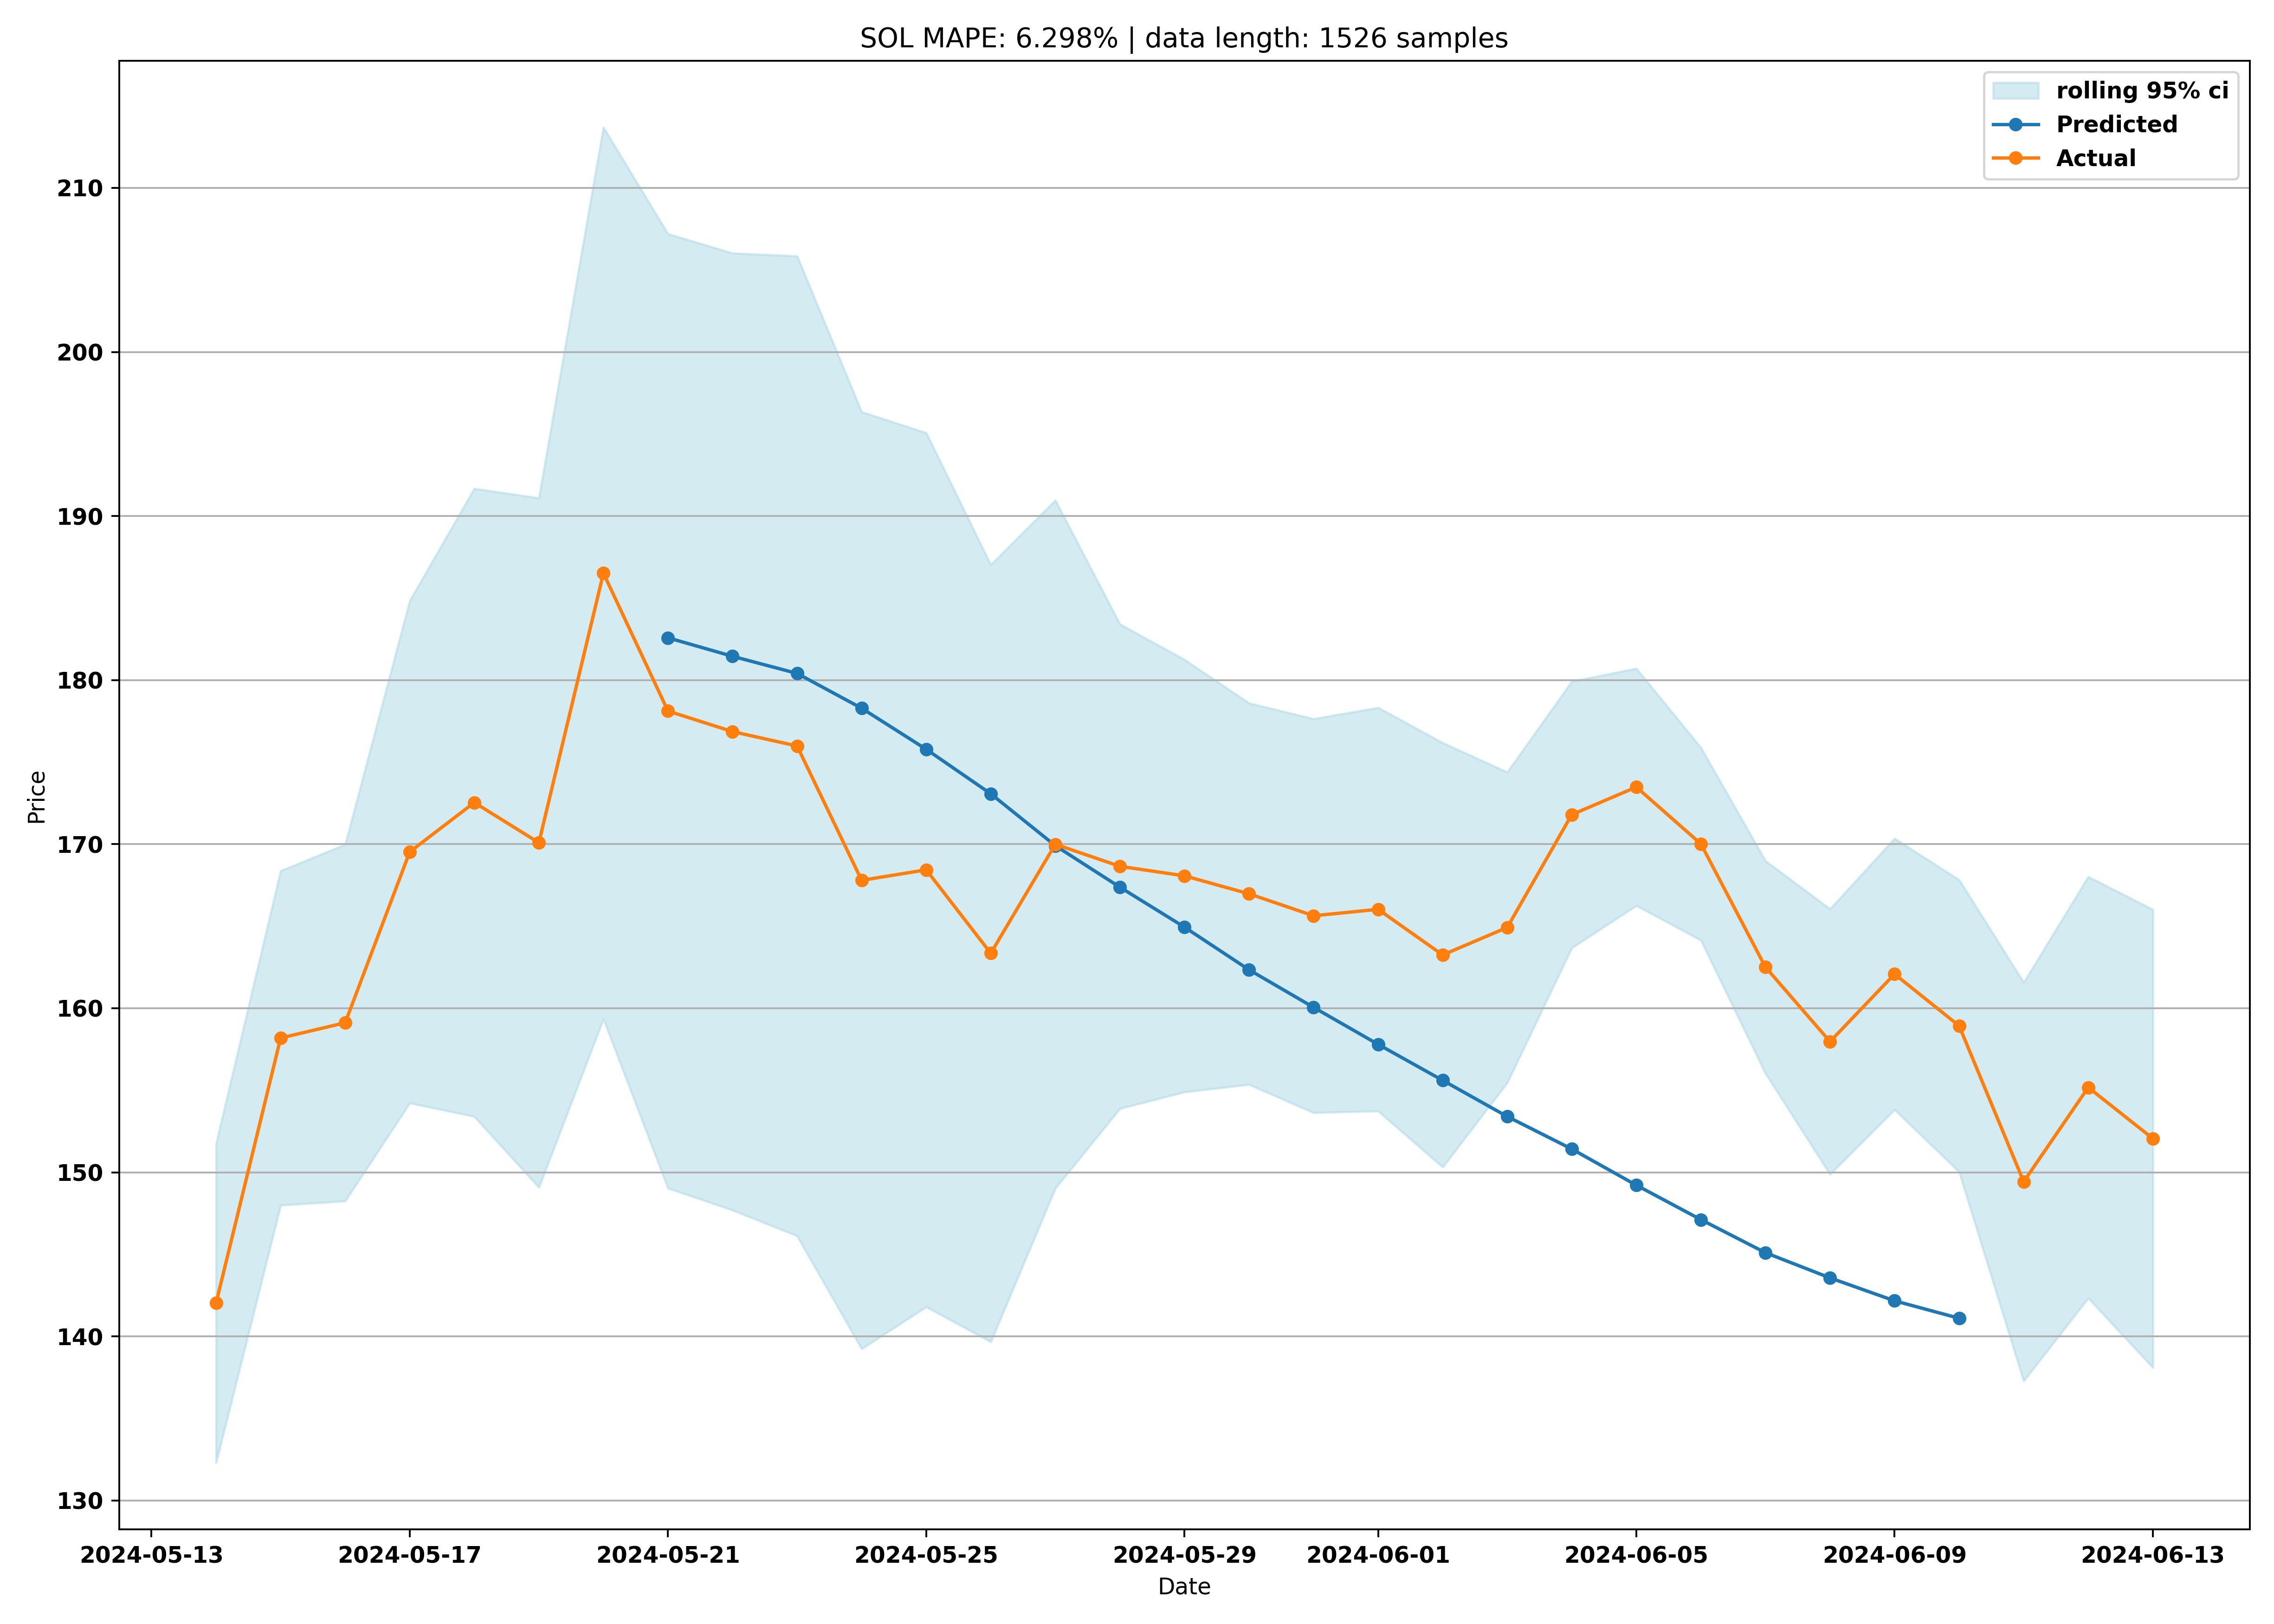 SOL MAPE: 6.298% | data length: 1526 samples
rolling 95% ci
Predicted
Actual
210
200
190
180
170
160
150
140
130
Price
2024-05-13 2024-05-17 2024-05-21 2024-05-25 2024-05-29 2024-06-01 2024-06-05 2024-06-09 2024-06-13
Date